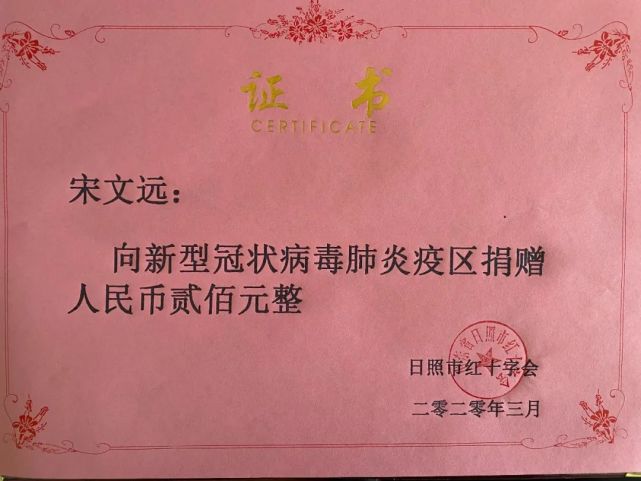 证书
CERTIFICATE
宋文远：
向新型冠状病毒肺炎疫区捐赠
人民币贰佰元整
日照市红十字会
二零二零年三月